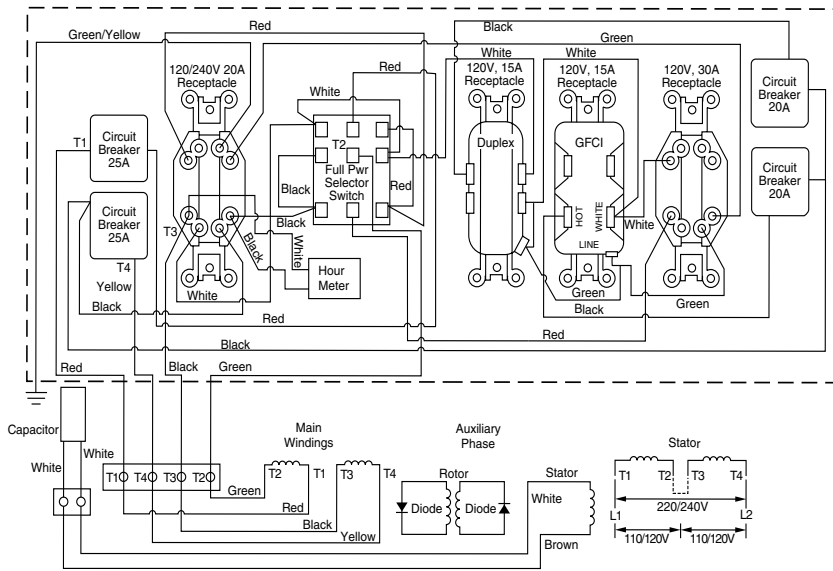 Red
Black
Green/Yellow
Red
White
White
Green
120/240V 20A
Receptacle
White
120V, 15A
Receptacle
120V, 15A
Receptacle
120V, 30A
Receptacle
Circuit
Breaker
20A
T1
Circuit
Breaker
25A
T2
Full Pwr
Selector
Switch
Duplex
GFCI
Black
Red
Circuit
Breaker
20A
Circuit
Breaker
25A
T3
Black
HOT
WHITE
White
LINE
T4
Yellow
Black
White
Hour
Meter
White
Black
Green
Black
Green
Red
Red
Black
Red
Black
Green
Capacitor
Main
Windings
Auxiliary
Phase
Stator
White
White
T1
T4
T3
T2
T2
T1
T3
T4
Rotor
Stator
T1
T2
T3
T4
Green
Red
Black
Yellow
Diode
Diode
White
Brown
220/240V
L1
L2
110/120V
110/120V